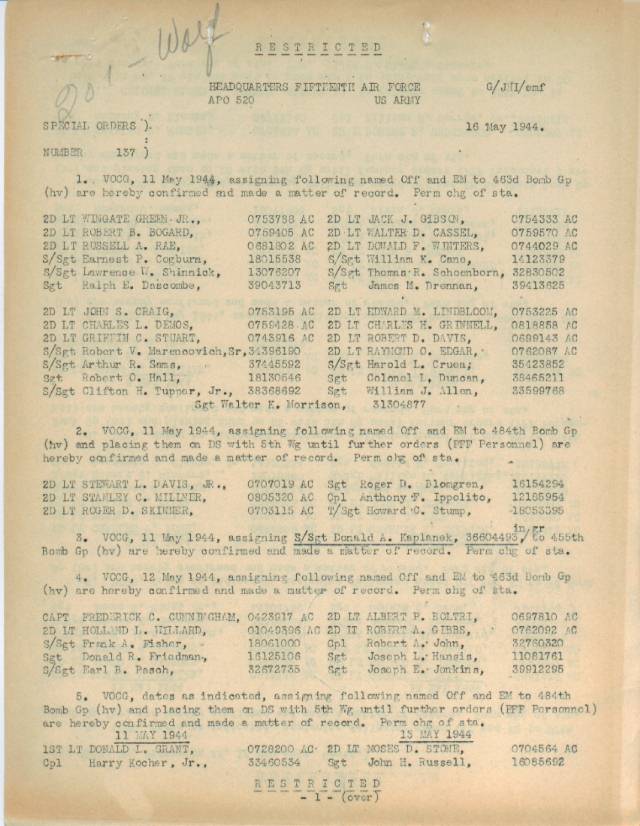 20' - Wolf
RESTRICTED
HEADQUARTERS FIFTEENTH AIR FORCE G/JMI/emf
APO 520 US ARMY
SPECIAL ORDERS ) 16 May 1944.
:
NUMBER 137 )
1. VOCG, 11 May 1944, assigning following named Off and EM to 463d Bomb Gp
(hv) are hereby confirmed and made a matter of record. Perm chg of sta.
2D LT WINGATE GREEN JR., 0753788 AC 2D LT JACK J. GIBSON, 0754333 AC
2D LT ROBERT B. BOGARD, 0759405 AC 2D LT WALTER D. CASSEL, 0759570 AC
2D LT RUSSELL A. RAE, 0681802 AC 2D LT DONALD F. WINTERS, 0744029 AC
S/Sgt Earnest P. Cogburn, 18015538 S/Sgt William K. Cane, 14123379
S/Sgt Lawrence W. Shinnick, 13076207 S/Sgt Thomas R. Schoenborn, 32830502
Sgt Ralph E. Dascombe, 39043713 Sgt James M. Drennan, 39413625
2D LT JOHN S. CRAIG, 0753195 AC 2D LT EDWARD M. LINDBLOOM, 0753225 AC
2D LT CHARLES L. DEMOS, 0759428 AC 2D LT CHARLES H. GRINNELL, 0818858 AC
2D LT GRIFFIN C. STUART, 0743916 AC 2D LT ROBERT D. DAVIS, 0699143 AC
S/Sgt Robert V. Marencovich,Sr,34396190 2D LT RAYMOND C. EDGAR, 0762087 AC
S/Sgt Arthur R. Sams, 37445592 S/Sgt Harold L. Cruea; 35423852
Sgt Robert C. Hall, 18130546 Sgt Colonel L. Duncan, 38465211
S/Sgt Clifton H. Tupper, Jr., 38368692 Sgt William J. Allen, 33599768
Sgt Walter K. Morrison, 31304877
2. VOCG, 11 May 1944, assigning following named Off and EM to 484th Bomb Gp
(hv) and placing them on DS with 5th Wg until further orders (PFF Personnel) are
hereby confirmed and made a matter of record. Perm chg of sta.
2D LT STEWART L. DAVIS, JR., 0707019 AC Sgt Roger D. Blomgren, 16154294
2D LT STANLEY C. MILLNER, 0805320 AC Cpl Anthony F. Ippolito, 12185954
2D LT ROGER D. SKINNER, 0703115 AC T/Sgt Howard C. Stump, 18053395
in gr
3. VOCG, 11 May 1944, assigning S/Sgt Donald A. Kaplanek, 36604493,/to 455th
Bomb Gp (hv) are hereby confirmed and made a matter of record. Perm chg of sta.
4. VOCG, 12 May 1944, assigning following named Off and EM to 463d Bomb Gp
(hv) are hereby confirmed and made a matter of record. Perm chg of sta.
CAPT FREDERICK C. CUNNINGHAM, 0423917 AC 2D LT ALBERT P. BOLTRI, 0697810 AC
2D LT HOLLAND L. WILLARD, 01049396 AC 2D LT ROBERT A. GIBBS, 0762092 AC
S/Sgt Frank A. Fisher, 18061000 Cpl Robert A. John, 32760320
Sgt Donald R. Friedman, 16125106 Sgt Joseph L. Hansis, 11081761
S/Sgt Earl B. Pasch, 32672735 Sgt Joseph E. Jenkins, 39912295
5. VOCG, dates as indicated, assigning following named Off and EM to 484th
Bomb Gp (hv) and placing them on DS with 5th Wg until further orders (PFF Personnel)
are hereby confirmed and made a matter of record. Perm chg of sta.
11 MAY 1944 13 MAY 1944
1ST LT DONALD L. GRANT, 0728200 AC 2D LT MOSES D. STONE, 0704564 AC
Cpl Harry Kocher, Jr., 33460534 Sgt John H. Russell, 16085692
RESTRICTED
- 1 - (over)